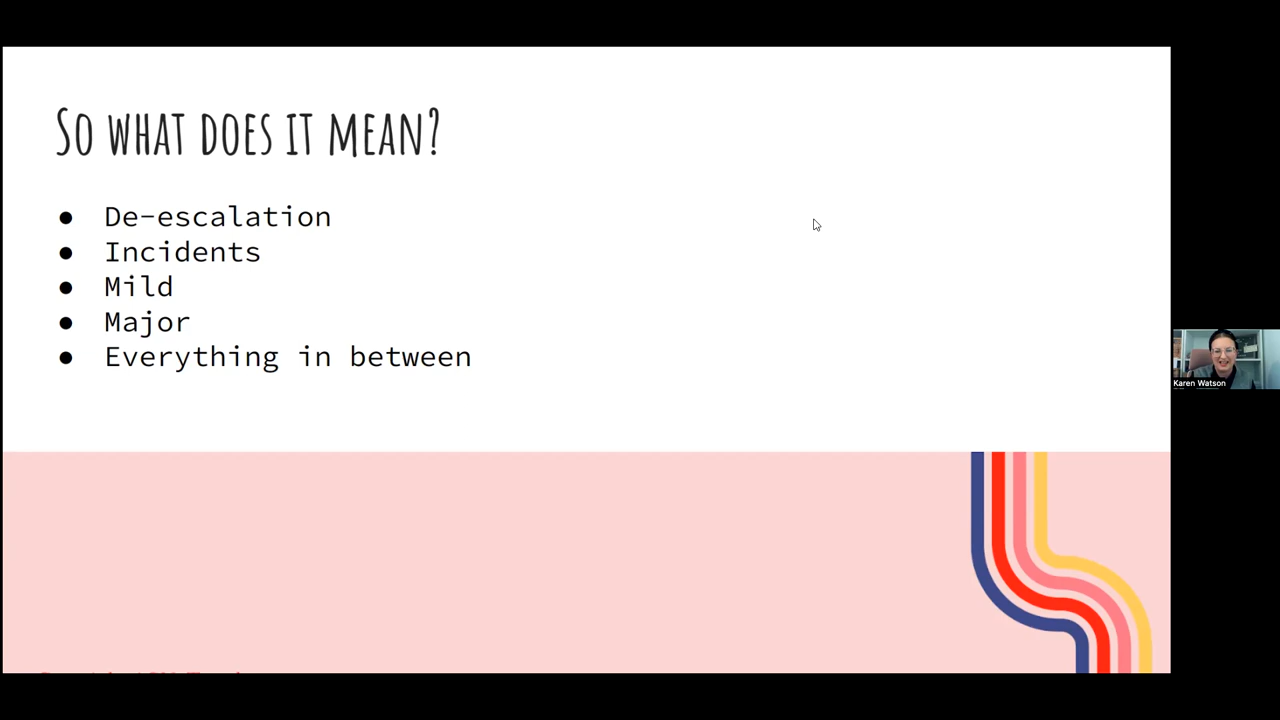 So what does it mean?
● De-escalation
● Incidents
● Mild
● Major
● Everything in between
Karen Watson